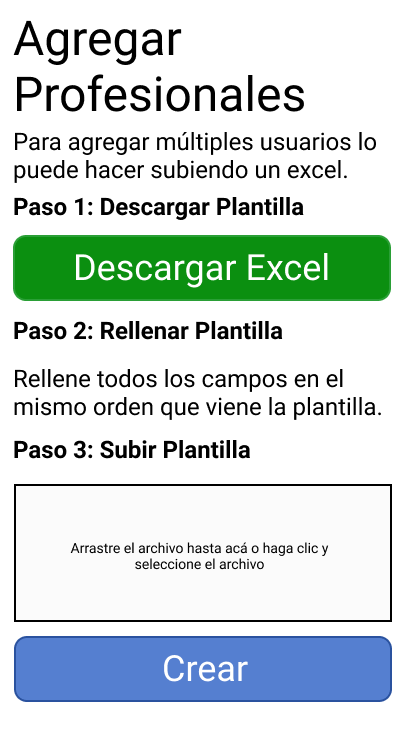 Agregar
Profesionales
Para agregar múltiples usuarios lo
puede hacer subiendo un excel.
Paso 1: Descargar Plantilla
Descargar Excel
Paso 2: Rellenar Plantilla
Rellene todos los campos en el
mismo orden que viene la plantilla.
Paso 3: Subir Plantilla
Arrastre el archivo hasta acá o haga clic y
seleccione el archivo
Crear